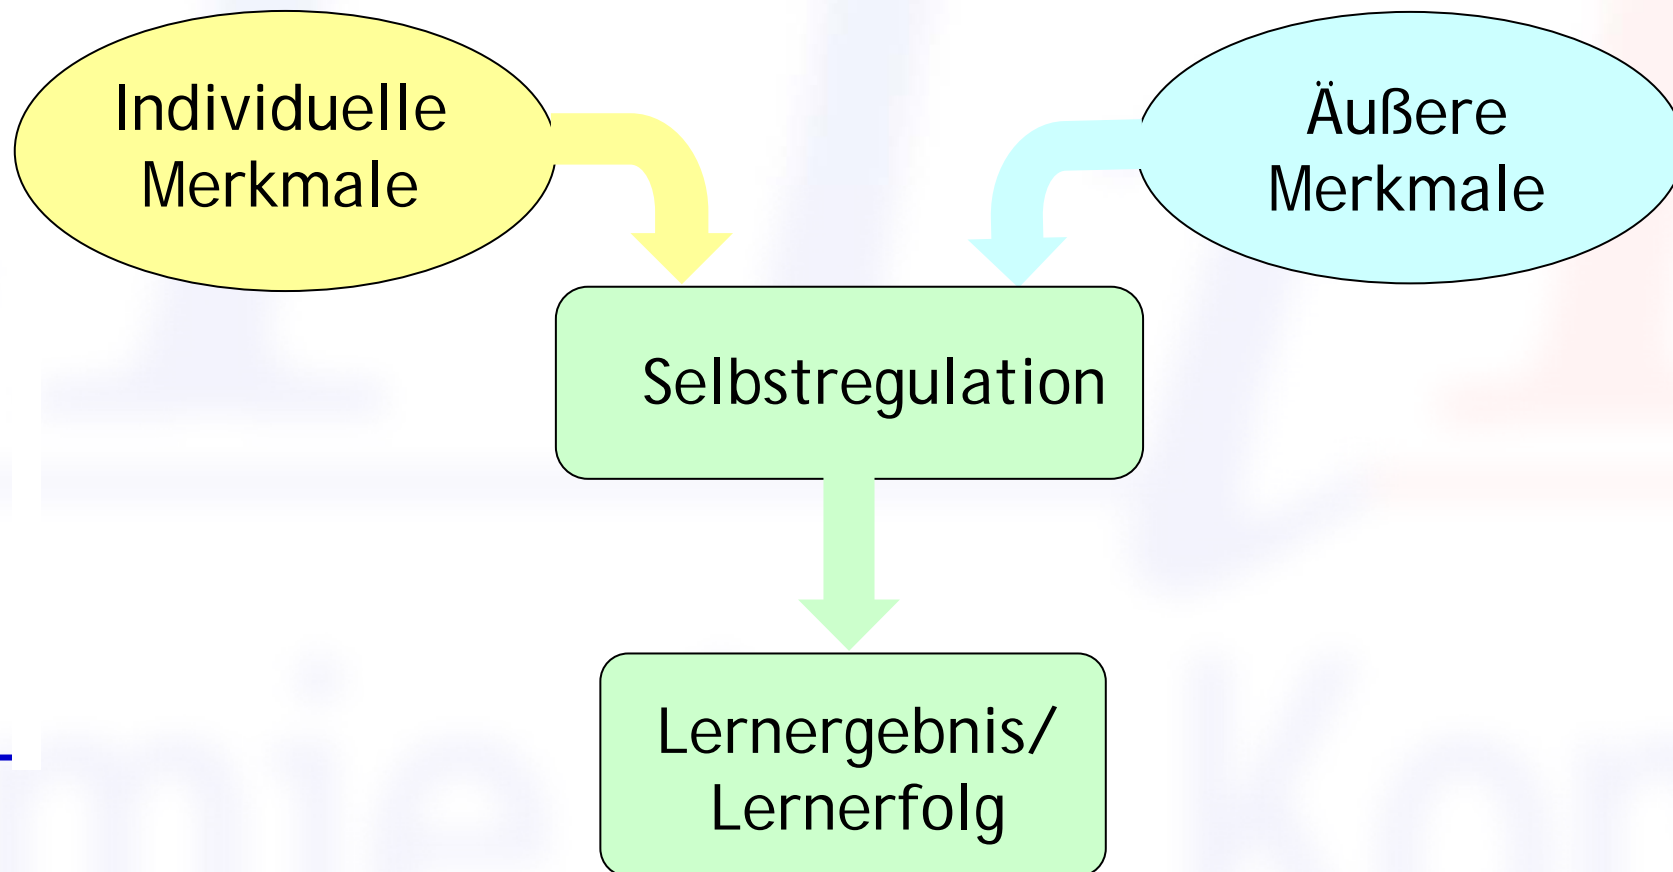 Individuelle
Merkmale
Äußere
Merkmale
Selbstregulation
Lernergebnis/
Lernerfolg